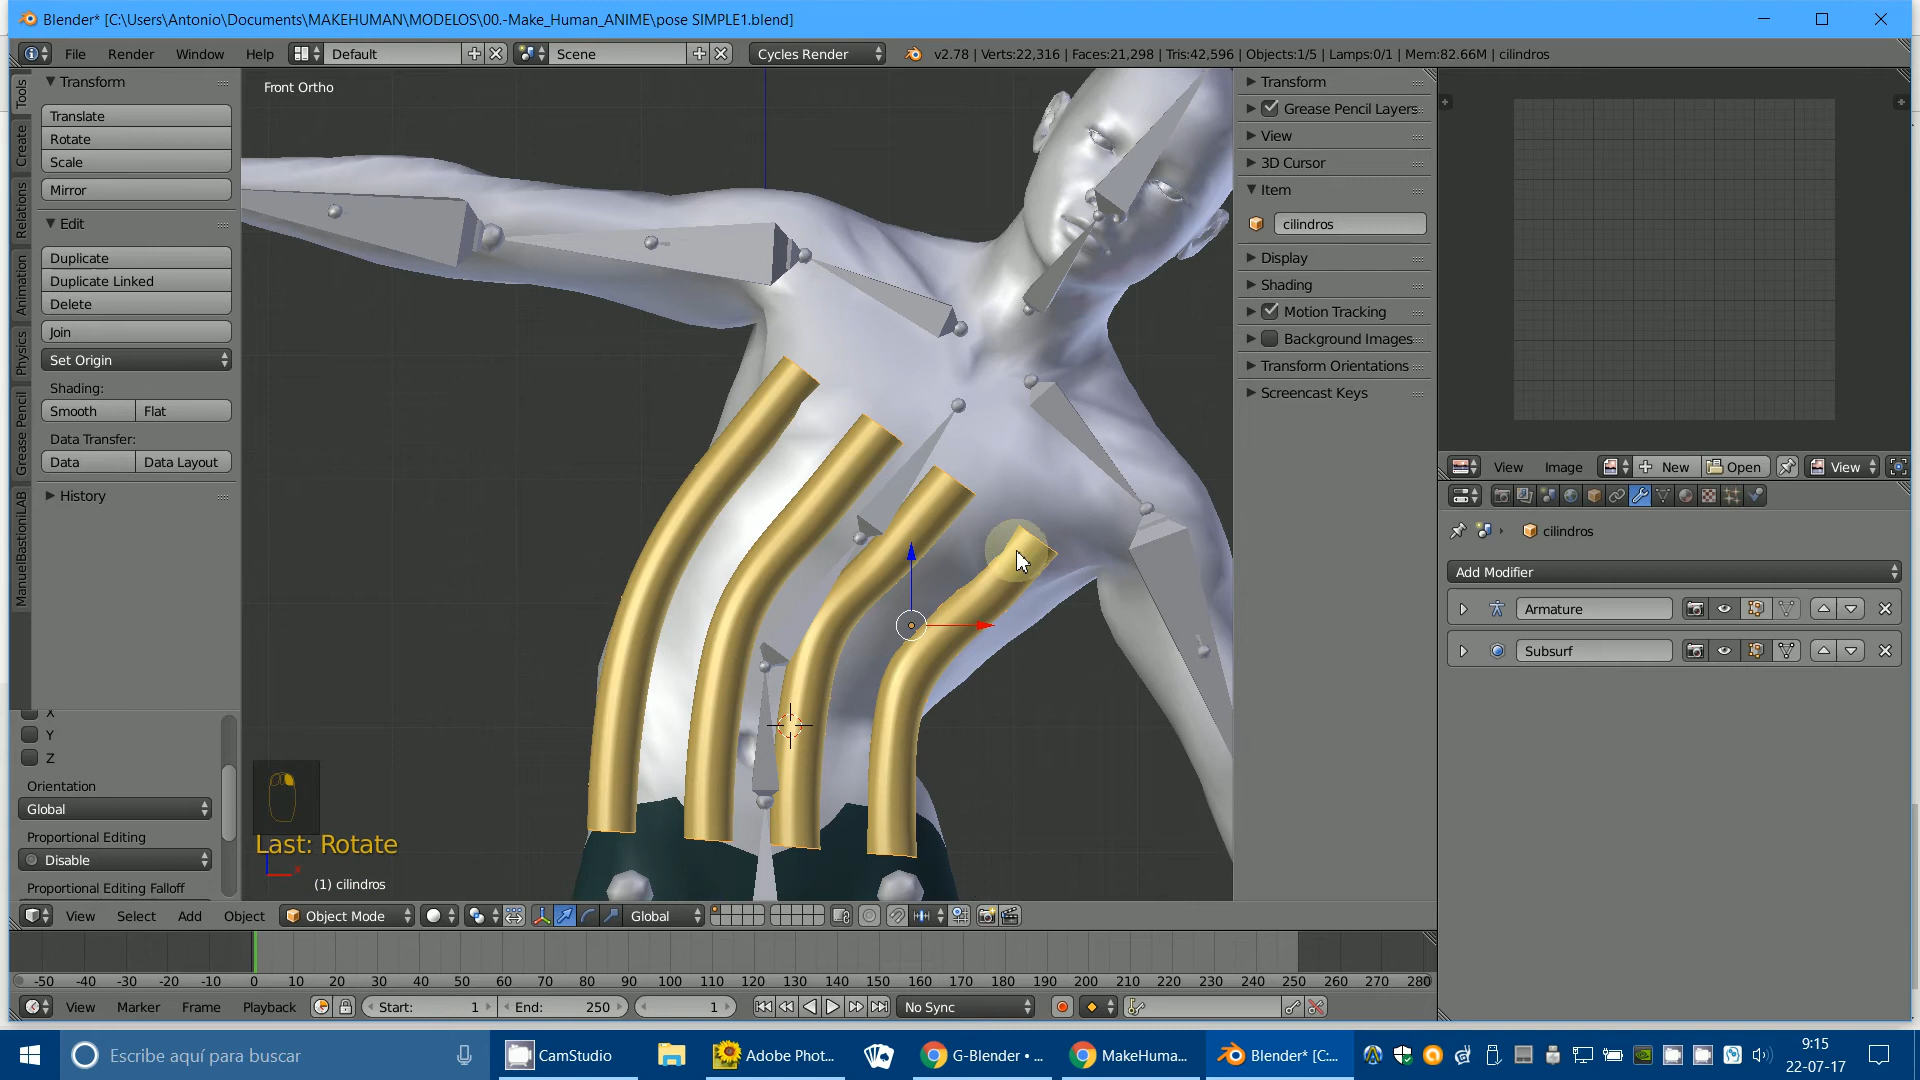 Blender* [C:\Users\Antonio\Documents\MAKEHUMAN\MODELOS\00.-Make_Human_ANIME\pose SIMPLE1.blend]
File Render Window Help Default Scene Cycles Render v2.78 | Verts:22,316 | Faces:21,298 | Tris:42,596 | Objects:1/5 | Lamps:0/1 | Mem:82.66M | cilindros
Tools
Create
Relations
Animation
Physics
Grease Pencil
ManuelBastioniLAB
Transform
Translate
Rotate
Scale
Mirror
Edit
Duplicate
Duplicate Linked
Delete
Join
Set Origin
Shading:
Smooth Flat
Data Transfer:
Data Data Layout
History
X
Y
Z
Orientation
Global
Proportional Editing
Disable
Proportional Editing Falloff
Front Ortho
Last: Rotate
(1) cilindros
Transform
Grease Pencil Layers
View
3D Cursor
Item
cilindros
Display
Shading
Motion Tracking
Background Images
Transform Orientations
Screencast Keys
View Image New Open View
cilindros
Add Modifier
Armature
Subsurf
View Select Add Object Object Mode Global
-50 -40 -30 -20 -10 0 10 20 30 40 50 60 70 80 90 100 110 120 130 140 150 160 170 180 190 200 210 220 230 240 250 260 270 280
View Marker Frame Playback Start: 1 End: 250 1 No Sync
Escribe aquí para buscar CamStudio Adobe Phot... G-Blender • ... MakeHuma... Blender* [C:...
9:15
22-07-17